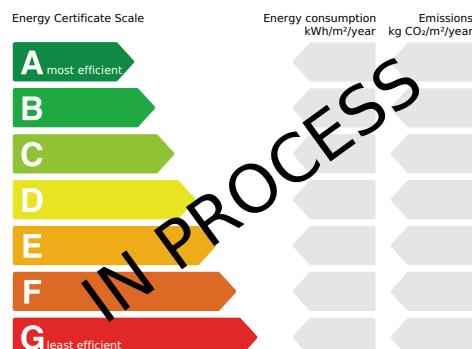 Energy Certificate Scale
Energy consumption
kWh/m²/year
Emissions
kg CO₂/m²/year
A most efficient
B
C
D
E
F
G least efficient
IN PROCESS